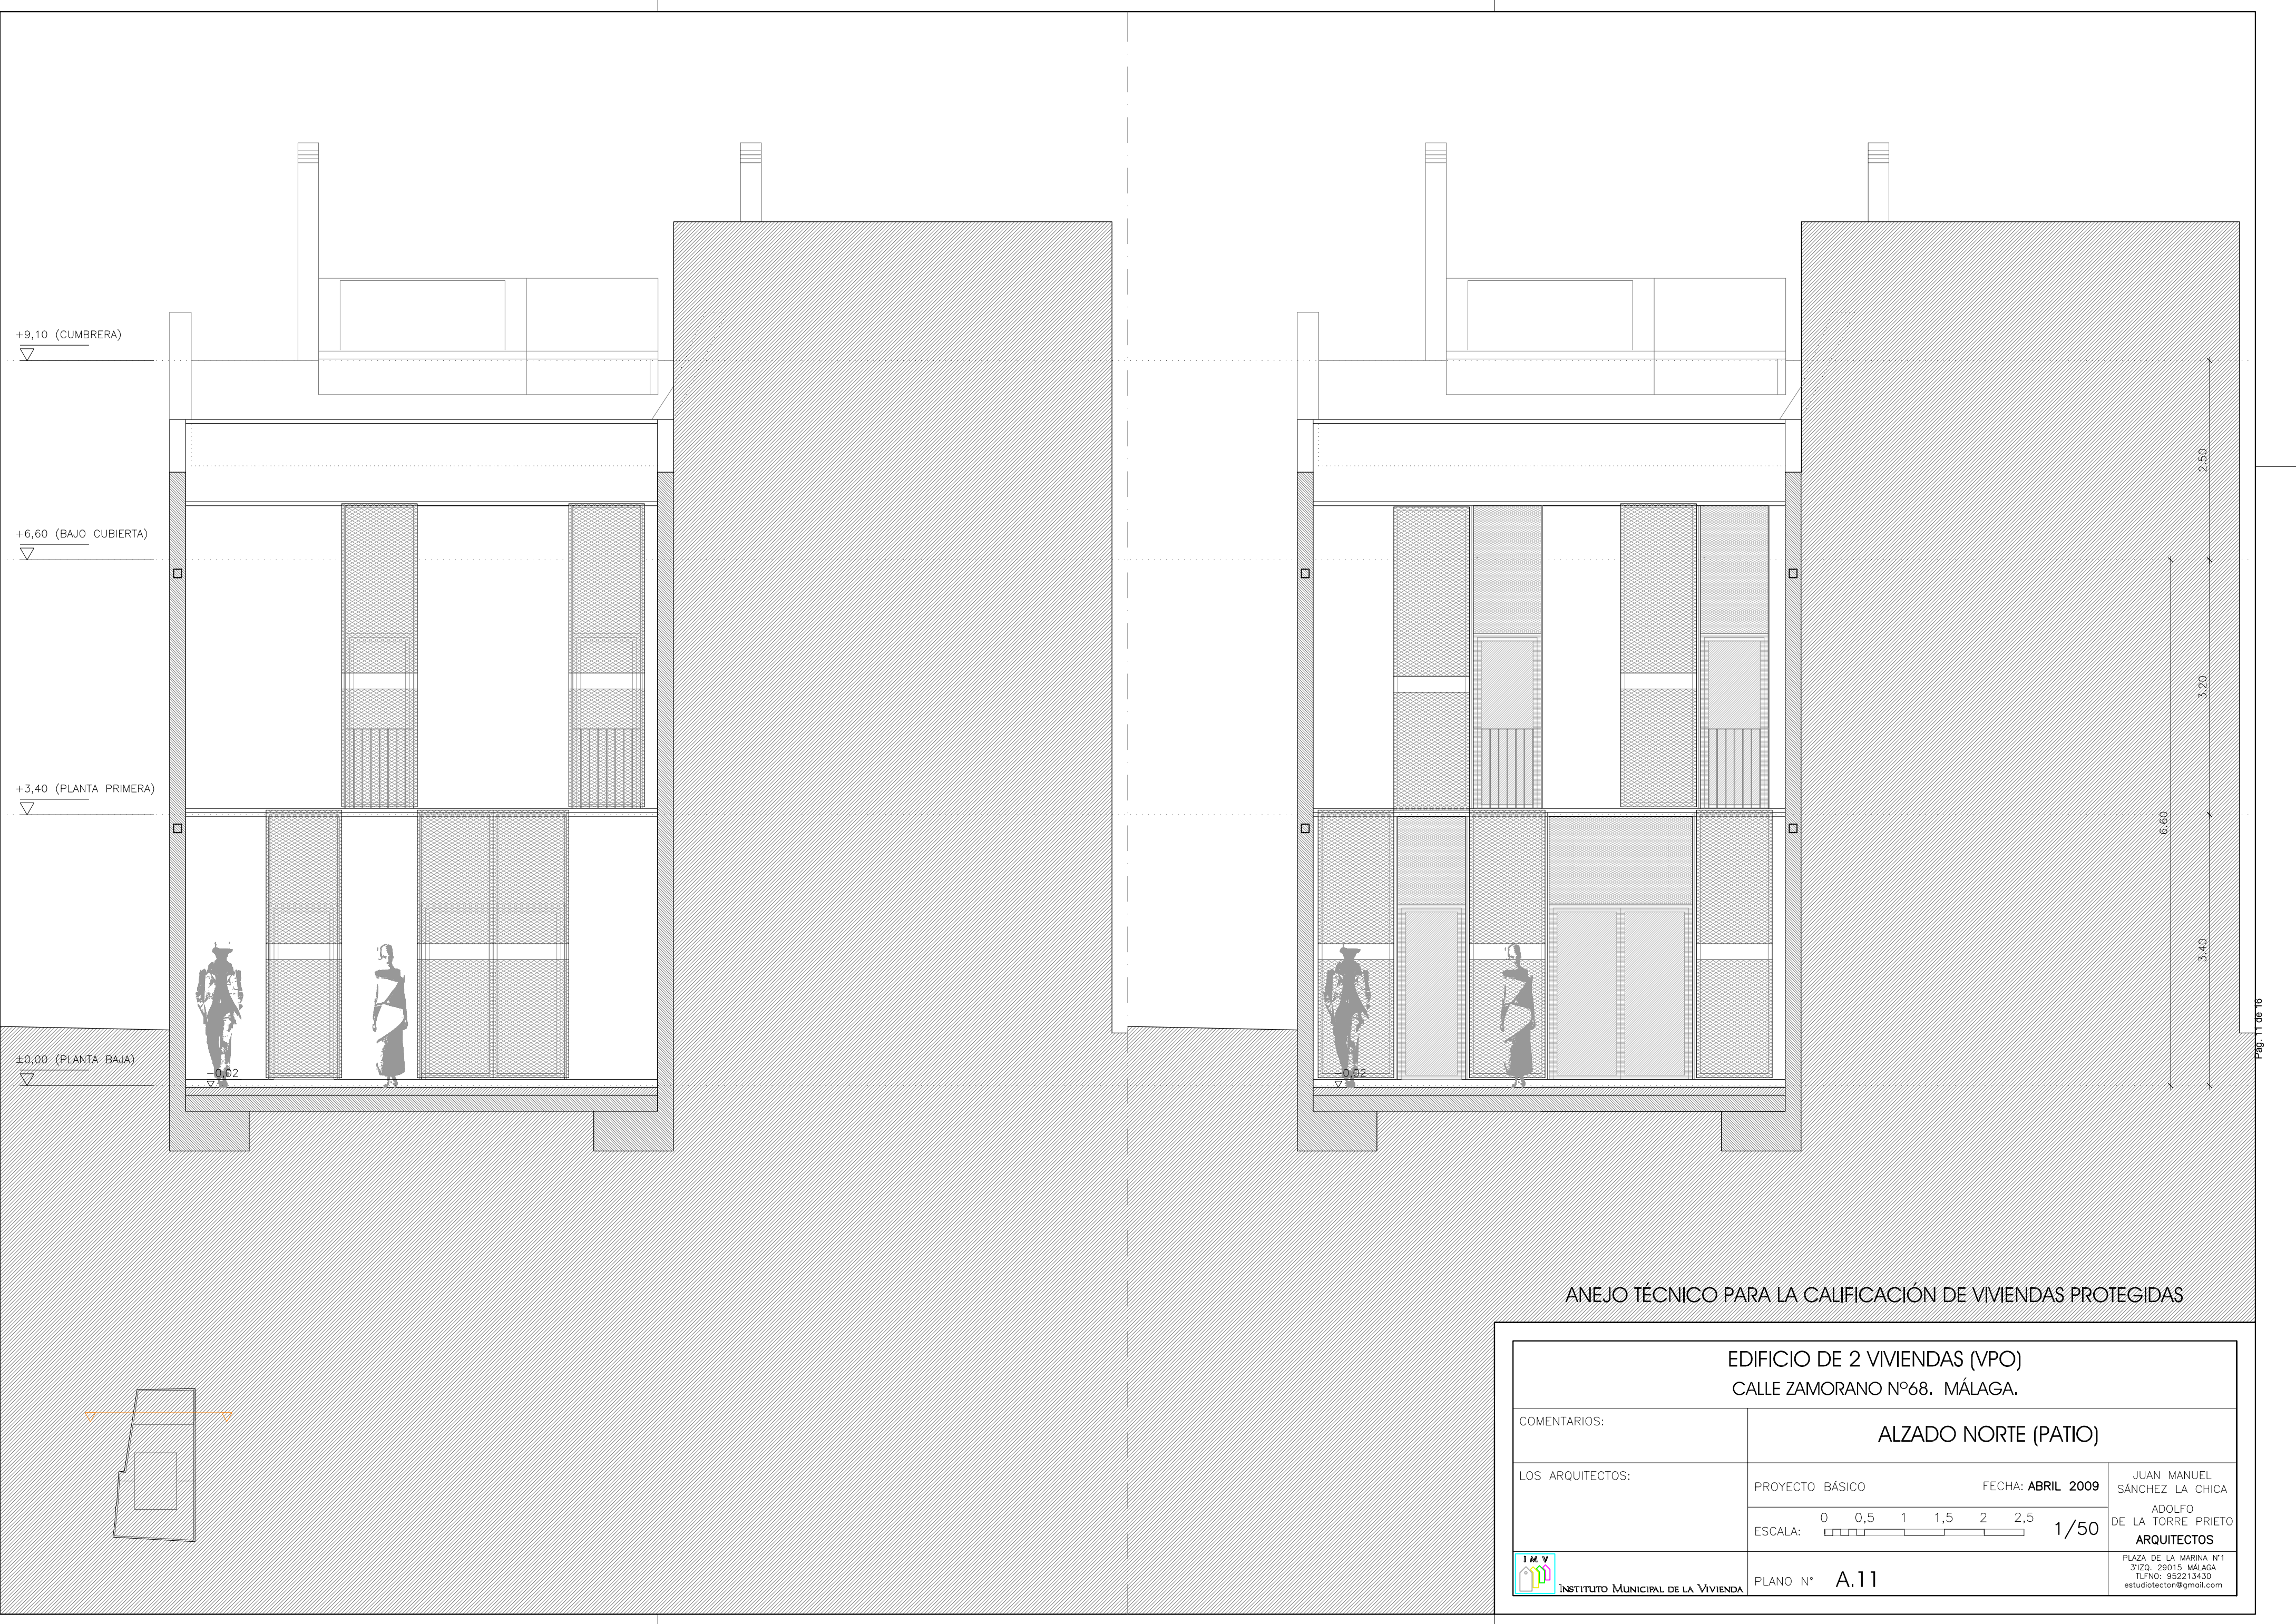 +9,10 (CUMBRERA)
+6,60 (BAJO CUBIERTA)
+3,40 (PLANTA PRIMERA)
±0,00 (PLANTA BAJA)
-0,02
-0,02
2.50
3.20
6.60
3.40
Pág. 11 de 16
ANEJO TÉCNICO PARA LA CALIFICACIÓN DE VIVIENDAS PROTEGIDAS
EDIFICIO DE 2 VIVIENDAS (VPO)
CALLE ZAMORANO Nº68. MÁLAGA.
COMENTARIOS:
ALZADO NORTE (PATIO)
LOS ARQUITECTOS:
PROYECTO BÁSICO
FECHA: ABRIL 2009
JUAN MANUEL
SÁNCHEZ LA CHICA
ADOLFO
DE LA TORRE PRIETO
ARQUITECTOS
ESCALA:
0 0,5 1 1,5 2 2,5
1/50
IMV
INSTITUTO MUNICIPAL DE LA VIVIENDA
PLANO Nº A.11
PLAZA DE LA MARINA Nº1
3ºIZQ. 29015 MÁLAGA
TLFNO: 952213430
estudiotecton@gmail.com